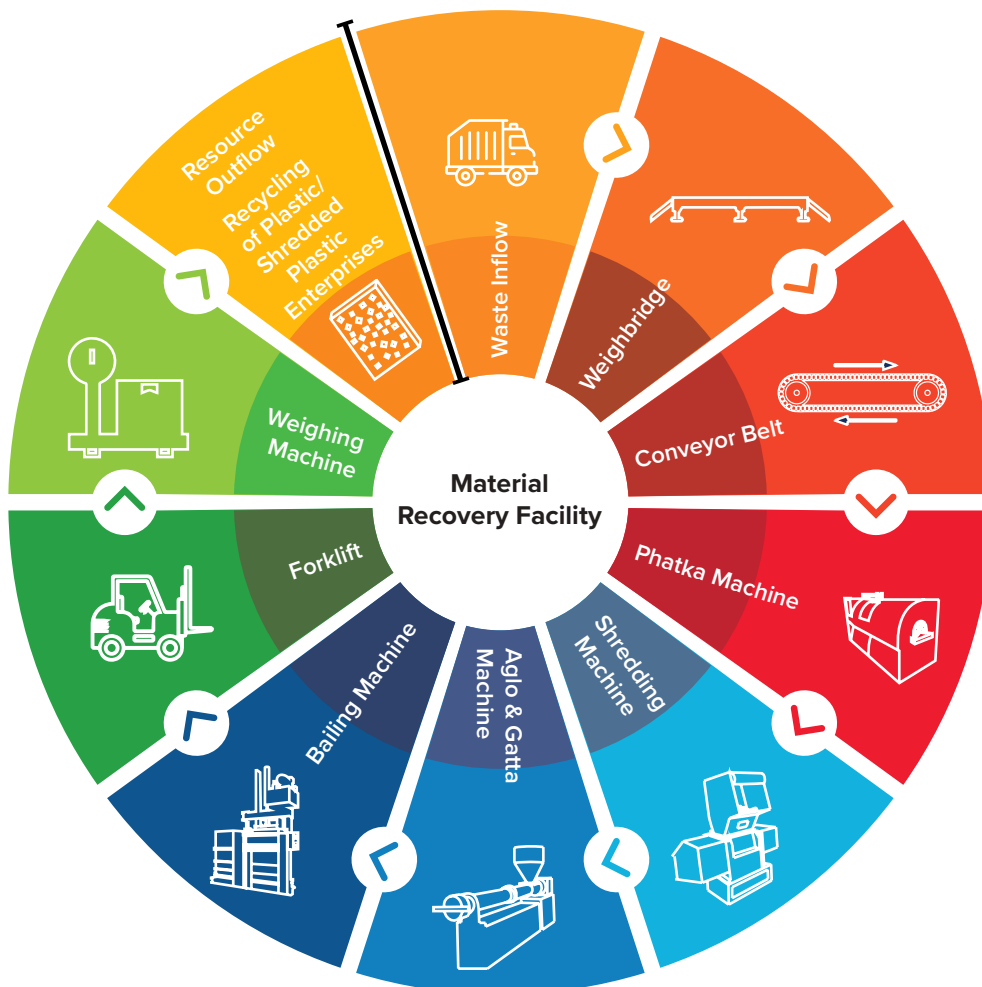 Material
Recovery Facility
Waste Inflow
Weighbridge
Conveyor Belt
Phatka Machine
Shredding
Machine
Aglo & Gatta
Machine
Bailing Machine
Forklift
Weighing
Machine
Resource
Outflow
Recycling
of Plastic/
Shredded
Plastic
Enterprises